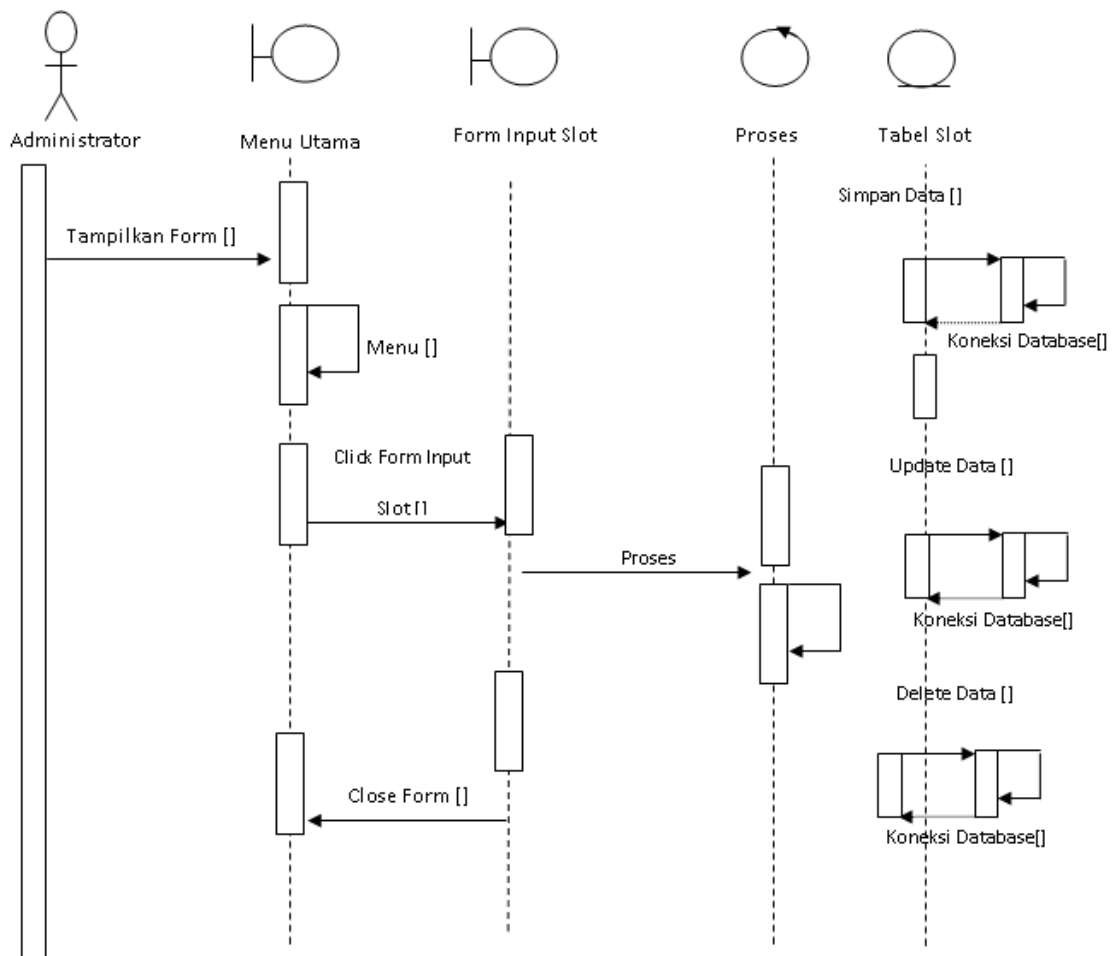 Administrator
Menu Utama
Form Input Slot
Proses
Tabel Slot
Simpan Data []
Tampilkan Form []
Koneksi Database[]
Menu []
Click Form Input
Slot []
Update Data []
Proses
Koneksi Database[]
Delete Data []
Close Form []
Koneksi Database[]